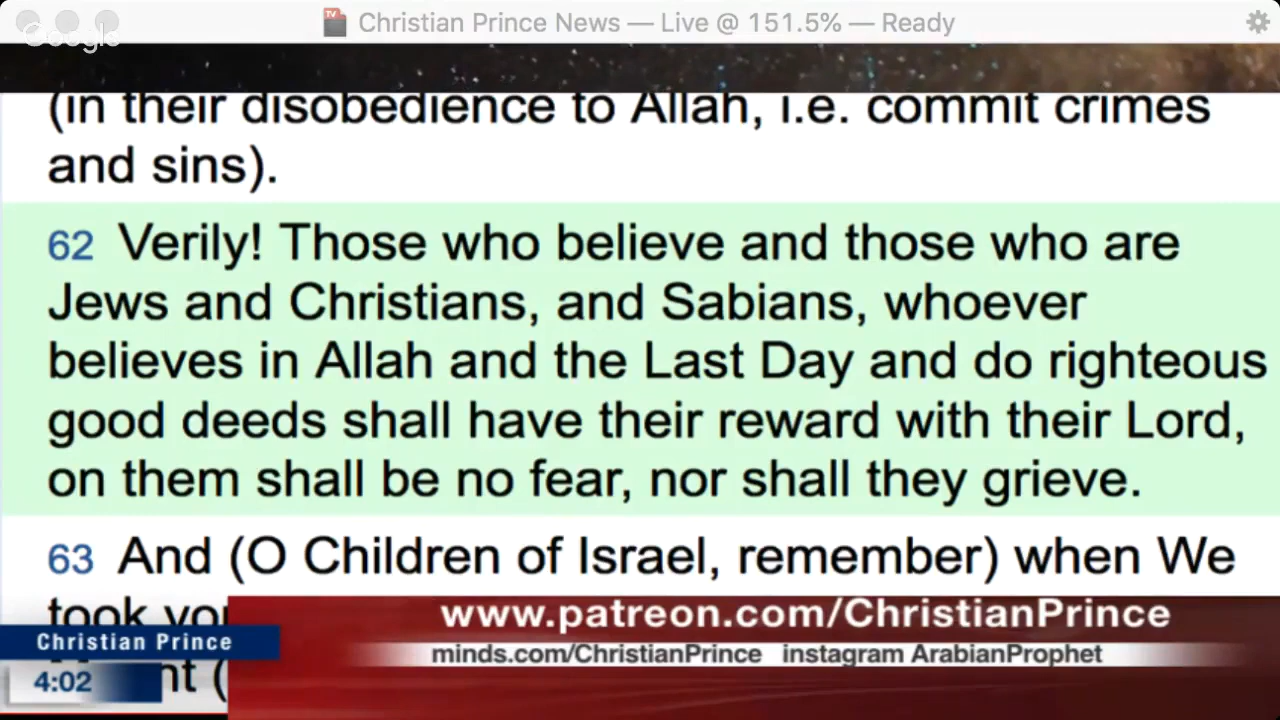 Christian Prince News — Live @ 151.5% — Ready
Google
(in their disobedience to Allah, i.e. commit crimes
and sins).
62 Verily! Those who believe and those who are
Jews and Christians, and Sabians, whoever
believes in Allah and the Last Day and do righteous
good deeds shall have their reward with their Lord,
on them shall be no fear, nor shall they grieve.
63 And (O Children of Israel, remember) when We
took
www.patreon.com/ChristianPrince
Christian Prince
minds.com/ChristianPrince instagram ArabianProphet
4:02